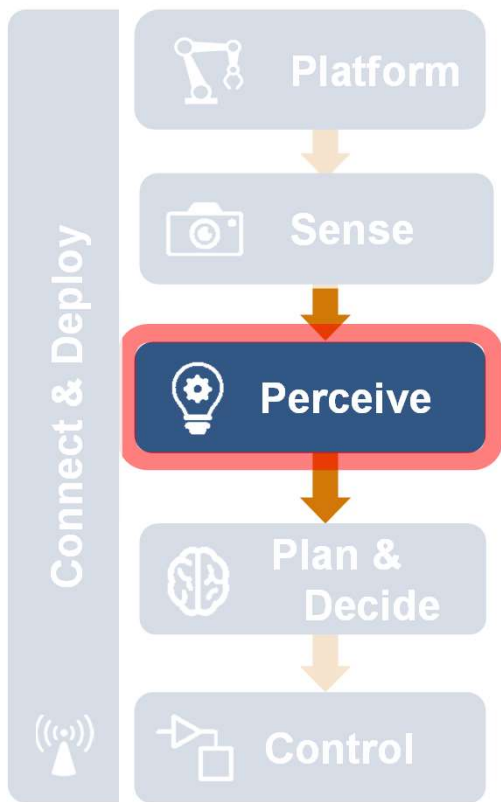 Connect & Deploy
Platform
Sense
Perceive
Plan &
Decide
Control